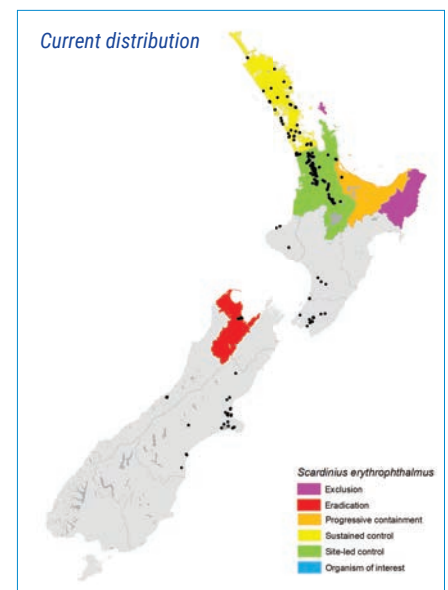 Current distribution
Scardinius erythrophthalmus
Exclusion
Eradication
Progressive containment
Sustained control
Site-led control
Organism of interest